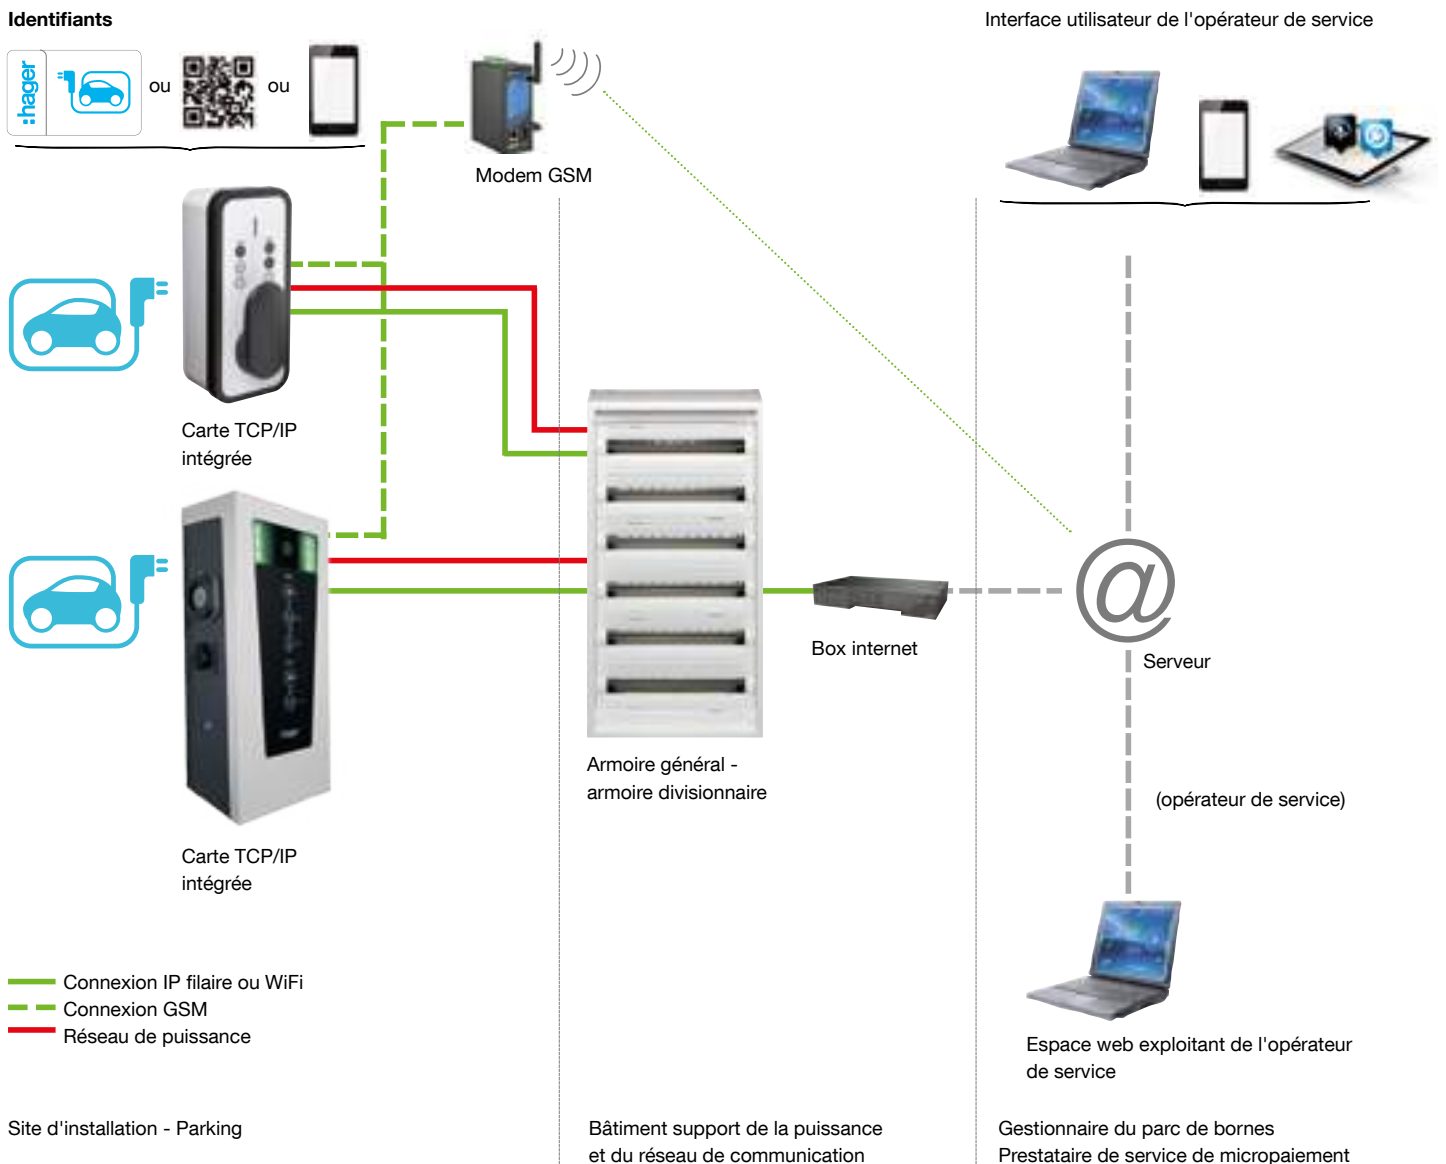 Identifiants
Interface utilisateur de l'opérateur de service
:hager
ou
ou
Modem GSM
Carte TCP/IP
intégrée
Carte TCP/IP
intégrée
Armoire général -
armoire divisionnaire
Box internet
@
Serveur
(opérateur de service)
Connexion IP filaire ou WiFi
Connexion GSM
Réseau de puissance
Espace web exploitant de l'opérateur
de service
Site d'installation - Parking
Bâtiment support de la puissance
et du réseau de communication
Gestionnaire du parc de bornes
Prestataire de service de micropaiement